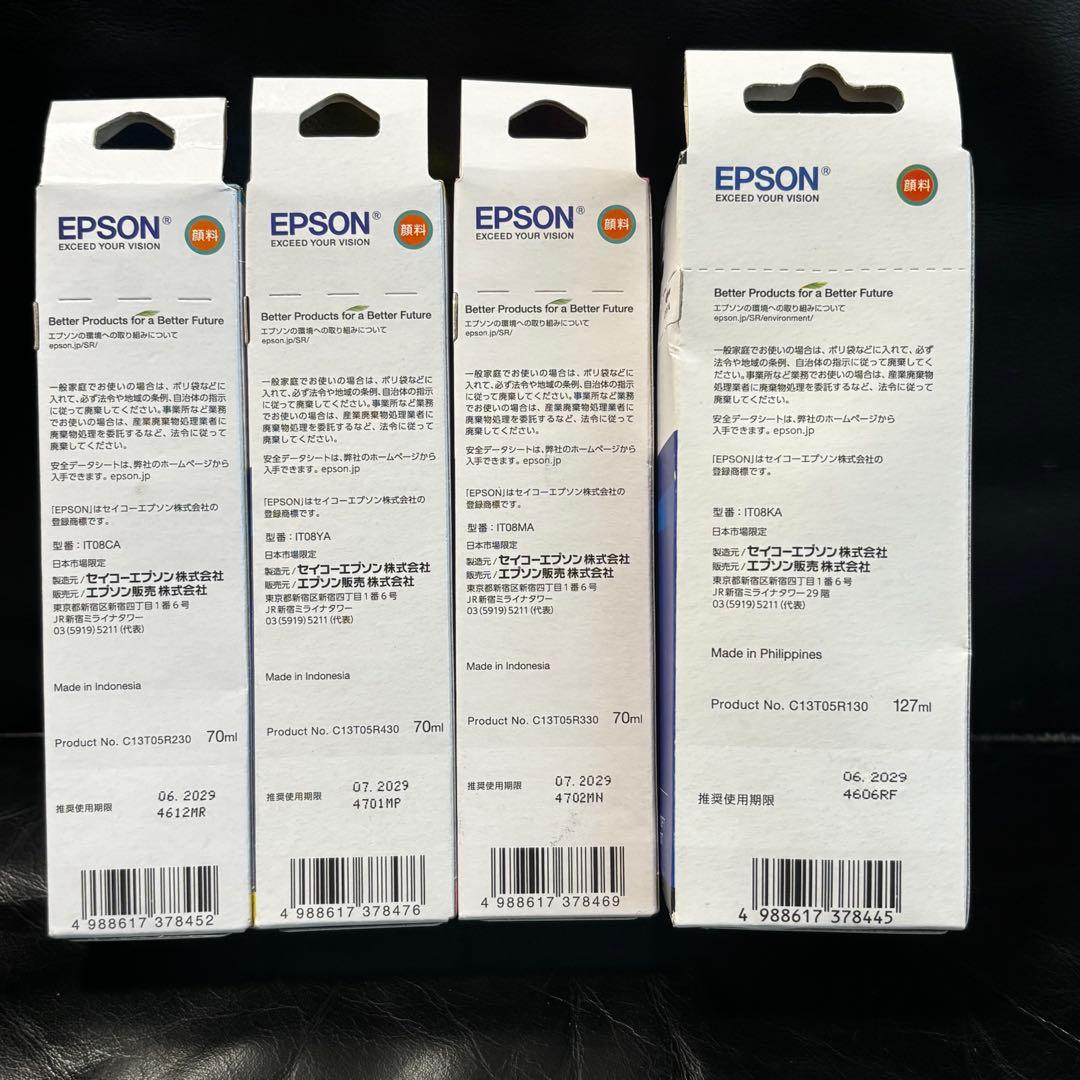 EPSON®
EXCEED YOUR VISION
顔料
Better Products for a Better Future
エプソンの環境への取り組みについて
epson.jp/SR/
一般家庭でお使いの場合は、ポリ袋などに
入れて、必ず法令や地域の条例、自治体の指示
に従って廃棄してください。事業所など業務
でお使いの場合は、産業廃棄物処理業者に
廃棄物処理を委託するなど、法令に従って
廃棄してください。
安全データシートは、弊社のホームページから
入手できます。epson.jp
「EPSON」はセイコーエプソン株式会社の
登録商標です。
型番：IT08CA
日本市場限定
製造元/セイコーエプソン株式会社
販売元/エプソン販売株式会社
東京都新宿区新宿四丁目1番6号
JR新宿ミライナタワー
03(5919)5211(代表)
Made in Indonesia
Product No. C13T05R230 70ml
推奨使用期限
06. 2029
4612MR
4 988617 378452
EPSON®
EXCEED YOUR VISION
顔料
Better Products for a Better Future
エプソンの環境への取り組みについて
epson.jp/SR/
一般家庭でお使いの場合は、ポリ袋などに
入れて、必ず法令や地域の条例、自治体の指示
に従って廃棄してください。事業所など業務
でお使いの場合は、産業廃棄物処理業者に
廃棄物処理を委託するなど、法令に従って
廃棄してください。
安全データシートは、弊社のホームページから
入手できます。epson.jp
「EPSON」はセイコーエプソン株式会社の
登録商標です。
型番：IT08YA
日本市場限定
製造元/セイコーエプソン株式会社
販売元/エプソン販売株式会社
東京都新宿区新宿四丁目1番6号
JR新宿ミライナタワー
03(5919)5211(代表)
Made in Indonesia
Product No. C13T05R430 70ml
推奨使用期限
07. 2029
4701MP
4 988617 378476
EPSON®
EXCEED YOUR VISION
顔料
Better Products for a Better Future
エプソンの環境への取り組みについて
epson.jp/SR/
一般家庭でお使いの場合は、ポリ袋などに
入れて、必ず法令や地域の条例、自治体の指示
に従って廃棄してください。事業所など業務
でお使いの場合は、産業廃棄物処理業者に
廃棄物処理を委託するなど、法令に従って
廃棄してください。
安全データシートは、弊社のホームページから
入手できます。epson.jp
「EPSON」はセイコーエプソン株式会社の
登録商標です。
型番：IT08MA
日本市場限定
製造元/セイコーエプソン株式会社
販売元/エプソン販売株式会社
東京都新宿区新宿四丁目1番6号
JR新宿ミライナタワー
03(5919)5211(代表)
Made in Indonesia
Product No. C13T05R330 70ml
推奨使用期限
07. 2029
4702MN
4 988617 378469
EPSON®
EXCEED YOUR VISION
顔料
Better Products for a Better Future
エプソンの環境への取り組みについて
epson.jp/SR/environment/
一般家庭でお使いの場合は、ポリ袋などに入れて、必ず
法令や地域の条例、自治体の指示に従って廃棄してくだ
さい。事業所など業務でお使いの場合は、産業廃棄物処
理業者に廃棄物処理を委託するなど、法令に従って
廃棄してください。
安全データシートは、弊社のホームページから
入手できます。epson.jp
「EPSON」はセイコーエプソン株式会社の
登録商標です。
型番：IT08KA
日本市場限定
製造元/セイコーエプソン株式会社
販売元/エプソン販売株式会社
東京都新宿区新宿四丁目1番6号
JR新宿ミライナタワー29階
03(5919)5211(代表)
Made in Philippines
Product No. C13T05R130 127ml
推奨使用期限
06. 2029
4606RF
4 988617 378445